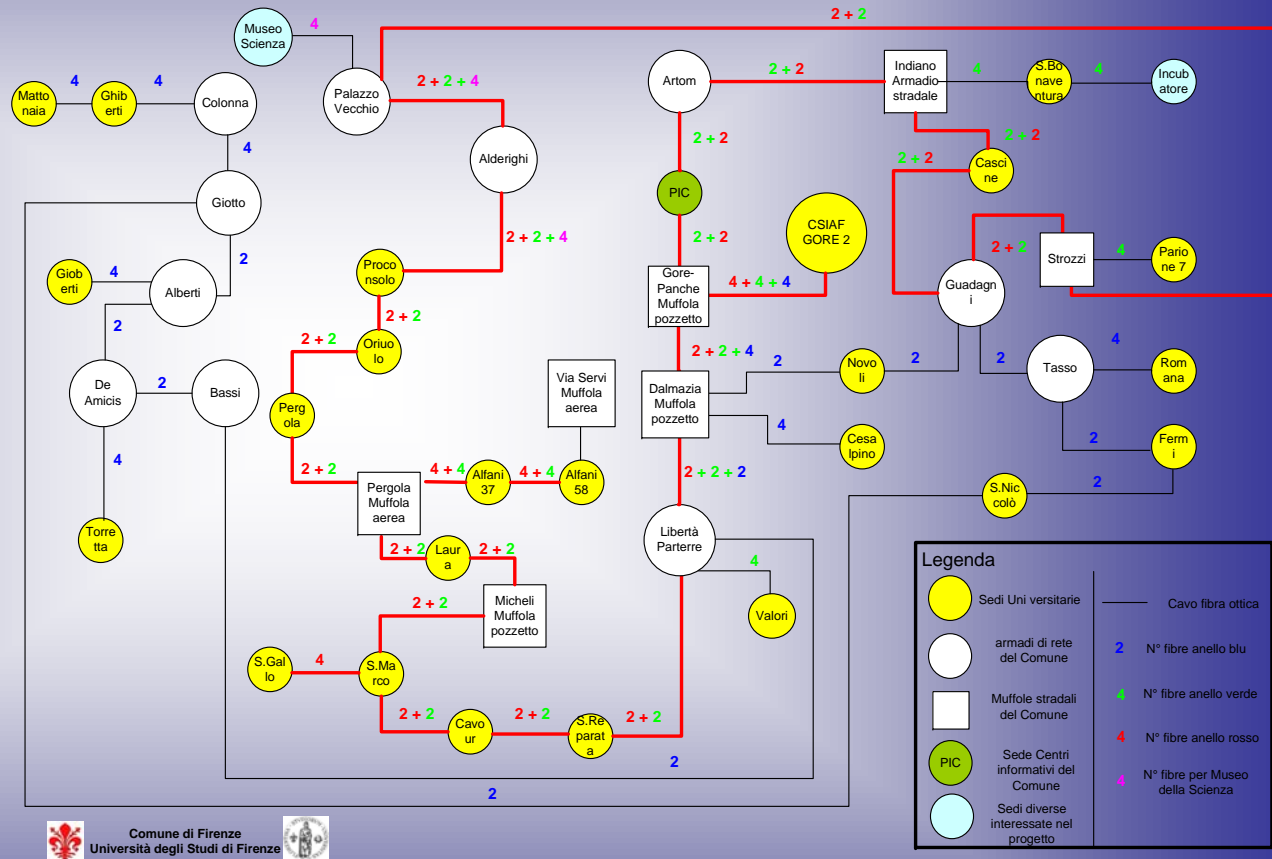 2 + 2
Museo
Scienza
4
4
4
Matto
naia
Ghib
erti
Colonna
Palazzo
Vecchio
2 + 2 + 4
Artom
2 + 2
Indiano
Armadio
stradale
4
S.Bo
nave
ntura
4
Incub
atore
4
Alderighi
2 + 2
2 + 2
2 + 2
Casci
ne
Giotto
PIC
CSIAF
GORE 2
2 + 2 + 4
2 + 2
2
4
Giob
erti
Alberti
Proco
nsolo
Gore-
Panche
Muffola
pozzetto
4 + 4 + 4
Guadagn
i
2 + 2
Strozzi
4
Pario
ne 7
2
2 + 2
2 + 2
Oriuo
lo
2 + 2 + 4
De
Amicis
2
Bassi
Via Servi
Muffola
aerea
Dalmazia
Muffola
pozzetto
2
Novo
li
2
2
Tasso
4
Rom
ana
Perg
ola
4
Cesa
lpino
2
Ferm
i
4
2 + 2
Pergola
Muffola
aerea
4 + 4
Alfani
37
4 + 4
Alfani
58
2 + 2 + 2
S.Nic
colò
2
Torre
tta
2 + 2
Laur
a
2 + 2
Libertà
Parterre
4
Valori
2 + 2
Micheli
Muffola
pozzetto
S.Gal
lo
4
S.Ma
rco
2 + 2
Cavo
ur
2 + 2
S.Re
parat
a
2 + 2
2
2
Legenda
Sedi Uni versitarie
armadi di rete
del Comune
Muffole stradali
del Comune
PIC
Sede Centri
informativi del
Comune
Sedi diverse
interessate nel
progetto
Cavo fibra ottica
2 N° fibre anello blu
4 N° fibre anello verde
4 N° fibre anello rosso
4 N° fibre per Museo
della Scienza
Comune di Firenze
Università degli Studi di Firenze